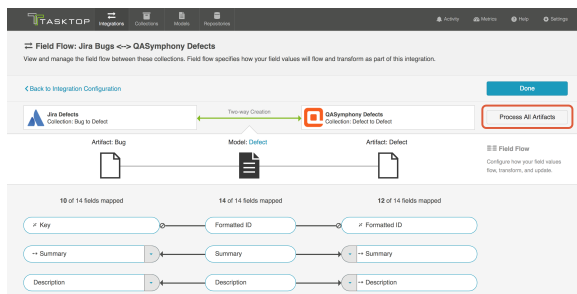 TASKTOP
Integrations
Collections
Models
Repositories
Activity
Metrics
Help
Settings
Field Flow: Jira Bugs <--> QASymphony Defects
View and manage the field flow between these collections. Field flow specifies how your field values will flow and transform as part of this integration.
Back to Integration Configuration
Done
Jira Defects
Collection: Bug to Defect
Two-way Creation
QASymphony Defects
Collection: Defect to Defect
Process All Artifacts
Artifact: Bug
Model: Defect
Artifact: Defect
Field Flow
Configure how your field values
flow, transform, and update.
10 of 14 fields mapped
14 of 14 fields mapped
12 of 14 fields mapped
Key
Formatted ID
Formatted ID
→ Summary
Summary
→ Summary
Description
Description
→ Description